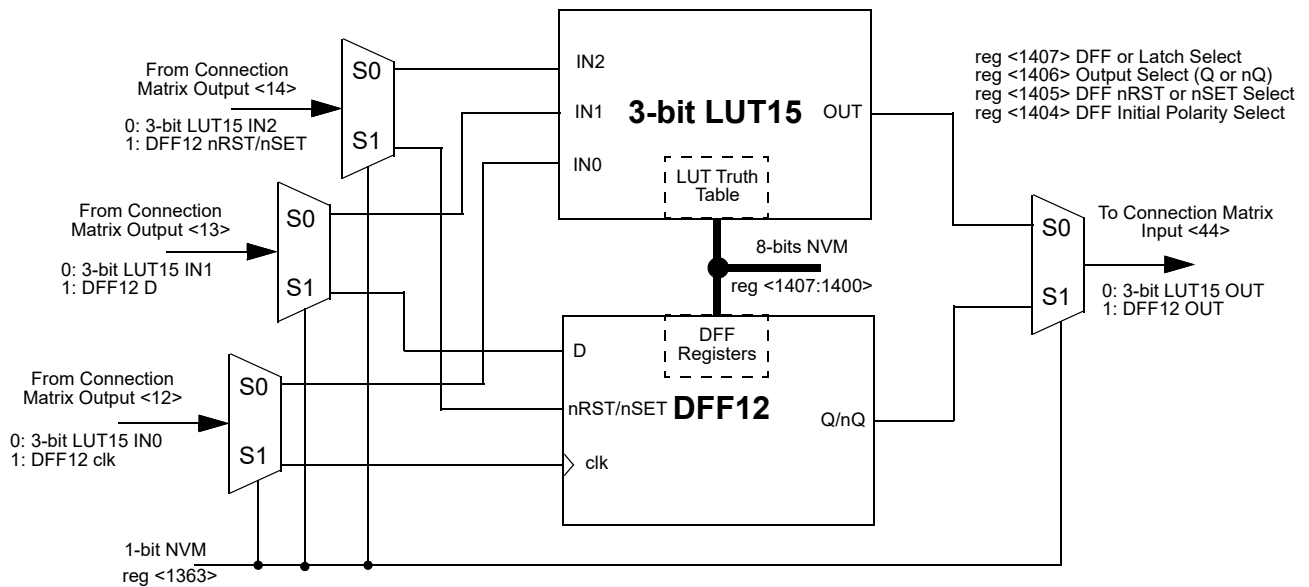 From Connection
Matrix Output <14>
0: 3-bit LUT15 IN2
1: DFF12 nRST/nSET
S0
S1
From Connection
Matrix Output <13>
0: 3-bit LUT15 IN1
1: DFF12 D
S0
S1
From Connection
Matrix Output <12>
0: 3-bit LUT15 IN0
1: DFF12 clk
S0
S1
1-bit NVM
reg <1363>
IN2
IN1
IN0
3-bit LUT15
OUT
LUT Truth
Table
8-bits NVM
reg <1407:1400>
DFF
Registers
D
nRST/nSET
clk
DFF12
Q/nQ
reg <1407> DFF or Latch Select
reg <1406> Output Select (Q or nQ)
reg <1405> DFF nRST or nSET Select
reg <1404> DFF Initial Polarity Select
S0
S1
To Connection Matrix
Input <44>
0: 3-bit LUT15 OUT
1: DFF12 OUT